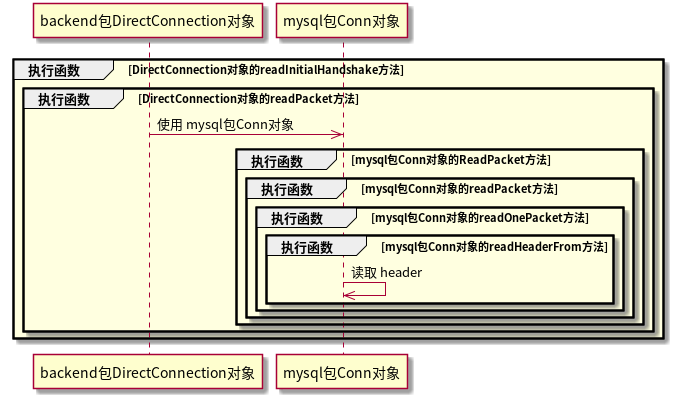 backend包DirectConnection对象 mysql包Conn对象
执行函数 [DirectConnection对象的readInitialHandshake方法]
执行函数 [DirectConnection对象的readPacket方法]
使用 mysql包Conn对象
执行函数 [mysql包Conn对象的ReadPacket方法]
执行函数 [mysql包Conn对象的readPacket方法]
执行函数 [mysql包Conn对象的readOnePacket方法]
执行函数 [mysql包Conn对象的readHeaderFrom方法]
读取 header
backend包DirectConnection对象 mysql包Conn对象